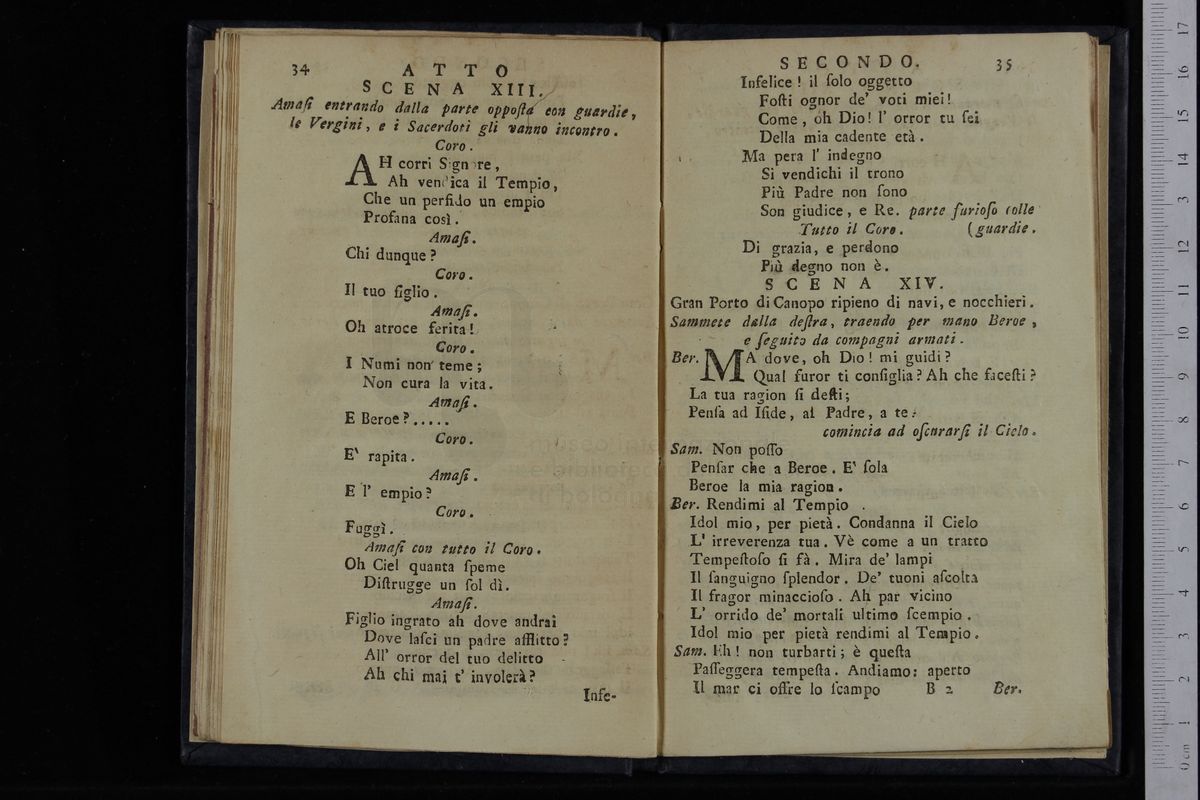 34 ATTO
SCENA XIII.
Amaſi entrando dalla parte oppoſta con guardie,
le Vergini, e i Sacerdoti gli vanno incontro.
Coro.
AH corri Signore,
Ah vendica il Tempio,
Che un perfido un empio
Profana così.
Amaſi.
Chi dunque?
Coro.
Il tuo figlio.
Amaſi.
Oh atroce ferita!
Coro.
I Numi non teme;
Non cura la vita.
Amaſi.
E Beroe?.....
Coro.
E' rapita.
Amaſi.
E l' empio?
Coro.
Fuggì.
Amaſi con tutto il Coro.
Oh Ciel quanta ſpeme
Diſtrugge un ſol dì.
Amaſi.
Figlio ingrato ah dove andrai
Dove laſci un padre afflitto?
All' orror del tuo delitto
Ah chi mai t' involerà?
Infe-
SECONDO. 35
Infelice! il ſolo oggetto
Foſti ognor de' voti miei!
Come, oh Dio! l' orror tu ſei
Della mia cadente età.
Ma pera l' indegno
Si vendichi il trono
Più Padre non ſono
Son giudice, e Re. parte furioſo colle
Tutto il Coro. (guardie.
Di grazia, e perdono
Più degno non è.
SCENA XIV.
Gran Porto di Canopo ripieno di navi, e nocchieri.
Sammete dalla deſtra, traendo per mano Beroe,
e ſeguito da compagni armati.
Ber. MA dove, oh Dio! mi guidi?
Qual furor ti conſiglia? Ah che faceſti?
La tua ragion ſi deſti;
Penſa ad Iſide, al Padre, a te:
comincia ad oſcurarſi il Cielo.
Sam. Non poſſo
Penſar che a Beroe. E' ſola
Beroe la mia ragion.
Ber. Rendimi al Tempio .
Idol mio, per pietà. Condanna il Cielo
L' irreverenza tua. Vè come a un tratto
Tempeſtoſo ſi fà. Mira de' lampi
Il ſanguigno ſplendor. De' tuoni aſcolta
Il fragor minaccioſo. Ah par vicino
L' orrido de' mortali ultimo ſcempio.
Idol mio per pietà rendimi al Tempio.
Sam. Eh! non turbarti; è queſta
Paſſeggera tempeſta. Andiamo: aperto
Il mar ci offre lo ſcampo B 2 Ber.